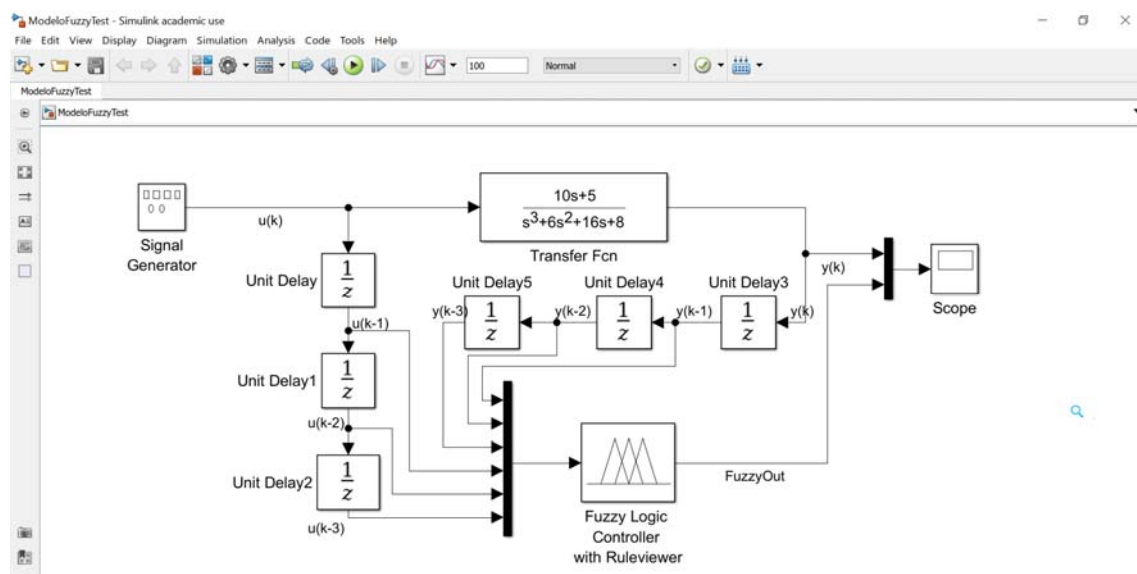 ModeloFuzzyTest - Simulink academic use
File Edit View Display Diagram Simulation Analysis Code Tools Help
100 Normal
ModeloFuzzyTest
ModeloFuzzyTest
Signal
Generator
u(k)
10s+5
s³+6s²+16s+8
Transfer Fcn
y(k)
Scope
Unit Delay
1
z
Unit Delay5
1
z
Unit Delay4
1
z
Unit Delay3
1
z
y(k-3)
y(k-2)
y(k-1)
y(k)
u(k-1)
Unit Delay1
1
z
u(k-2)
Unit Delay2
1
z
u(k-3)
FuzzyOut
Fuzzy Logic
Controller
with Ruleviewer